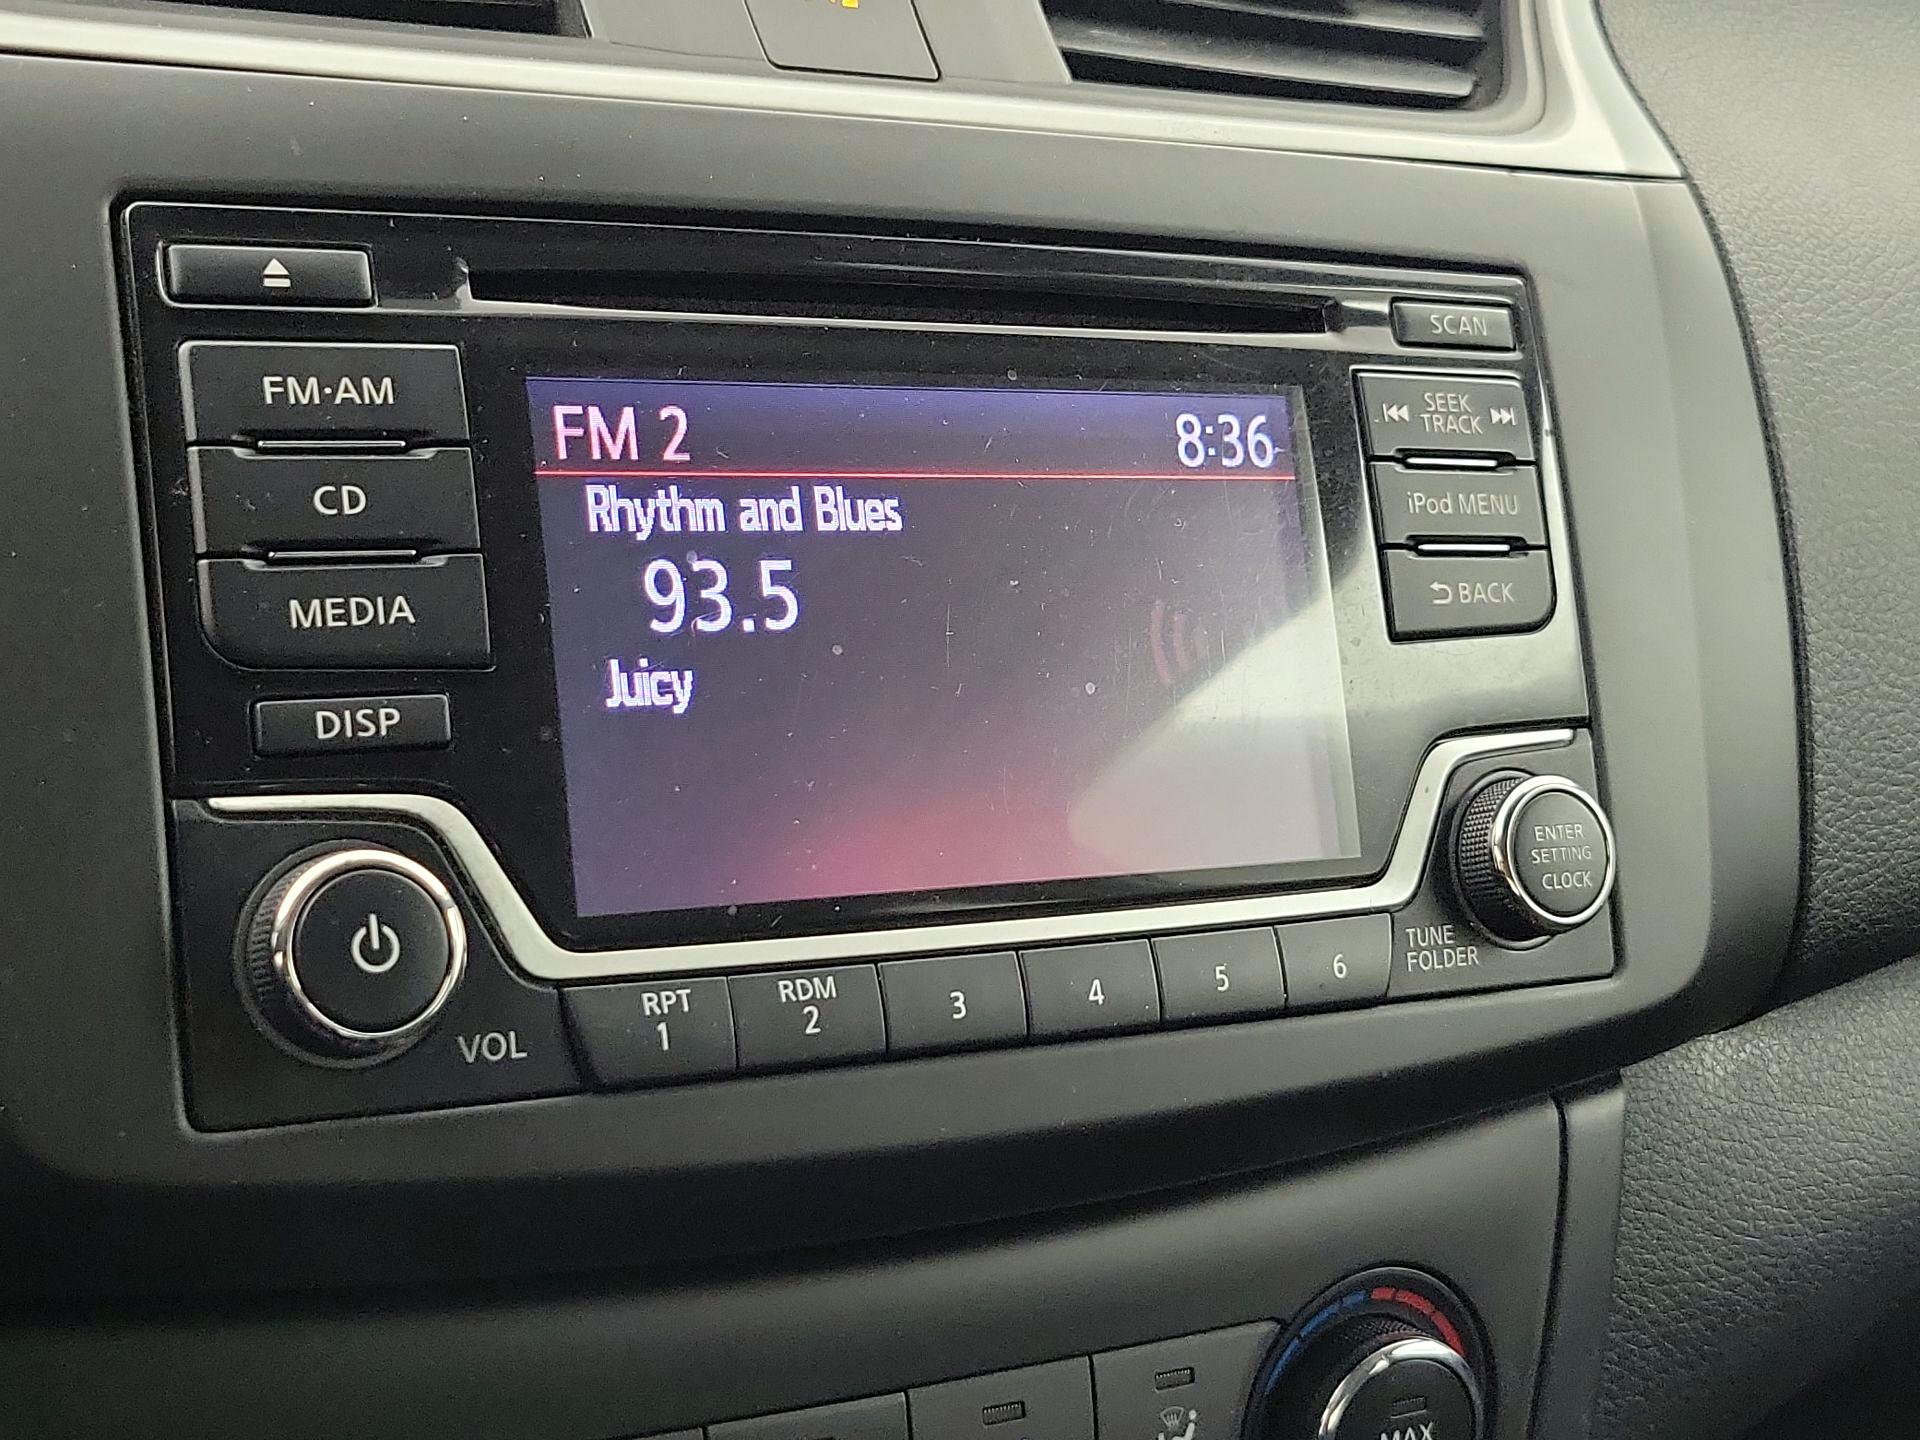 SCAN
FM·AM
SEEK
TRACK
FM 2
8:36
CD
Rhythm and Blues
iPod MENU
93.5
MEDIA
BACK
Juicy
DISP
ENTER
SETTING
CLOCK
TUNE
FOLDER
VOL
RPT
1
RDM
2
3
4
5
6
MAX